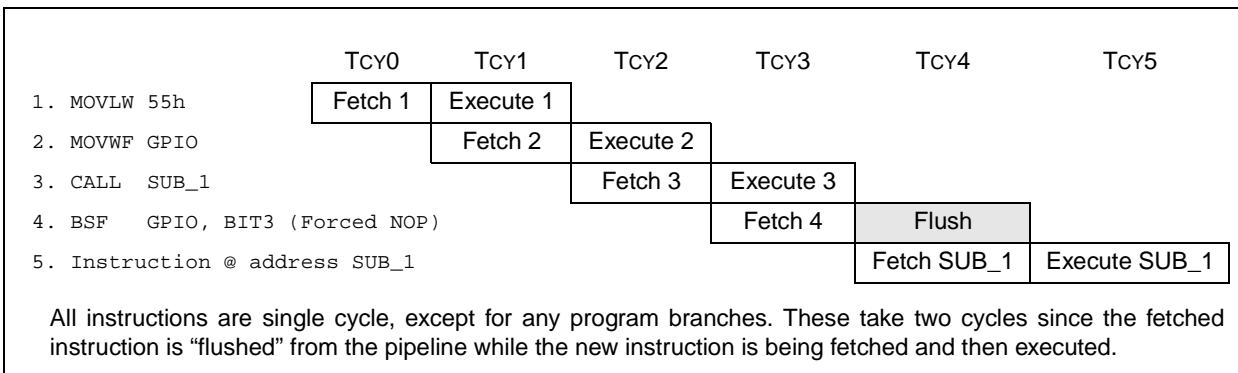 TCY0 TCY1 TCY2 TCY3 TCY4 TCY5
1. MOVLW 55h Fetch 1 Execute 1
2. MOVWF GPIO Fetch 2 Execute 2
3. CALL SUB_1 Fetch 3 Execute 3
4. BSF GPIO, BIT3 (Forced NOP) Fetch 4 Flush
5. Instruction @ address SUB_1 Fetch SUB_1 Execute SUB_1
All instructions are single cycle, except for any program branches. These take two cycles since the fetched
instruction is “flushed” from the pipeline while the new instruction is being fetched and then executed.